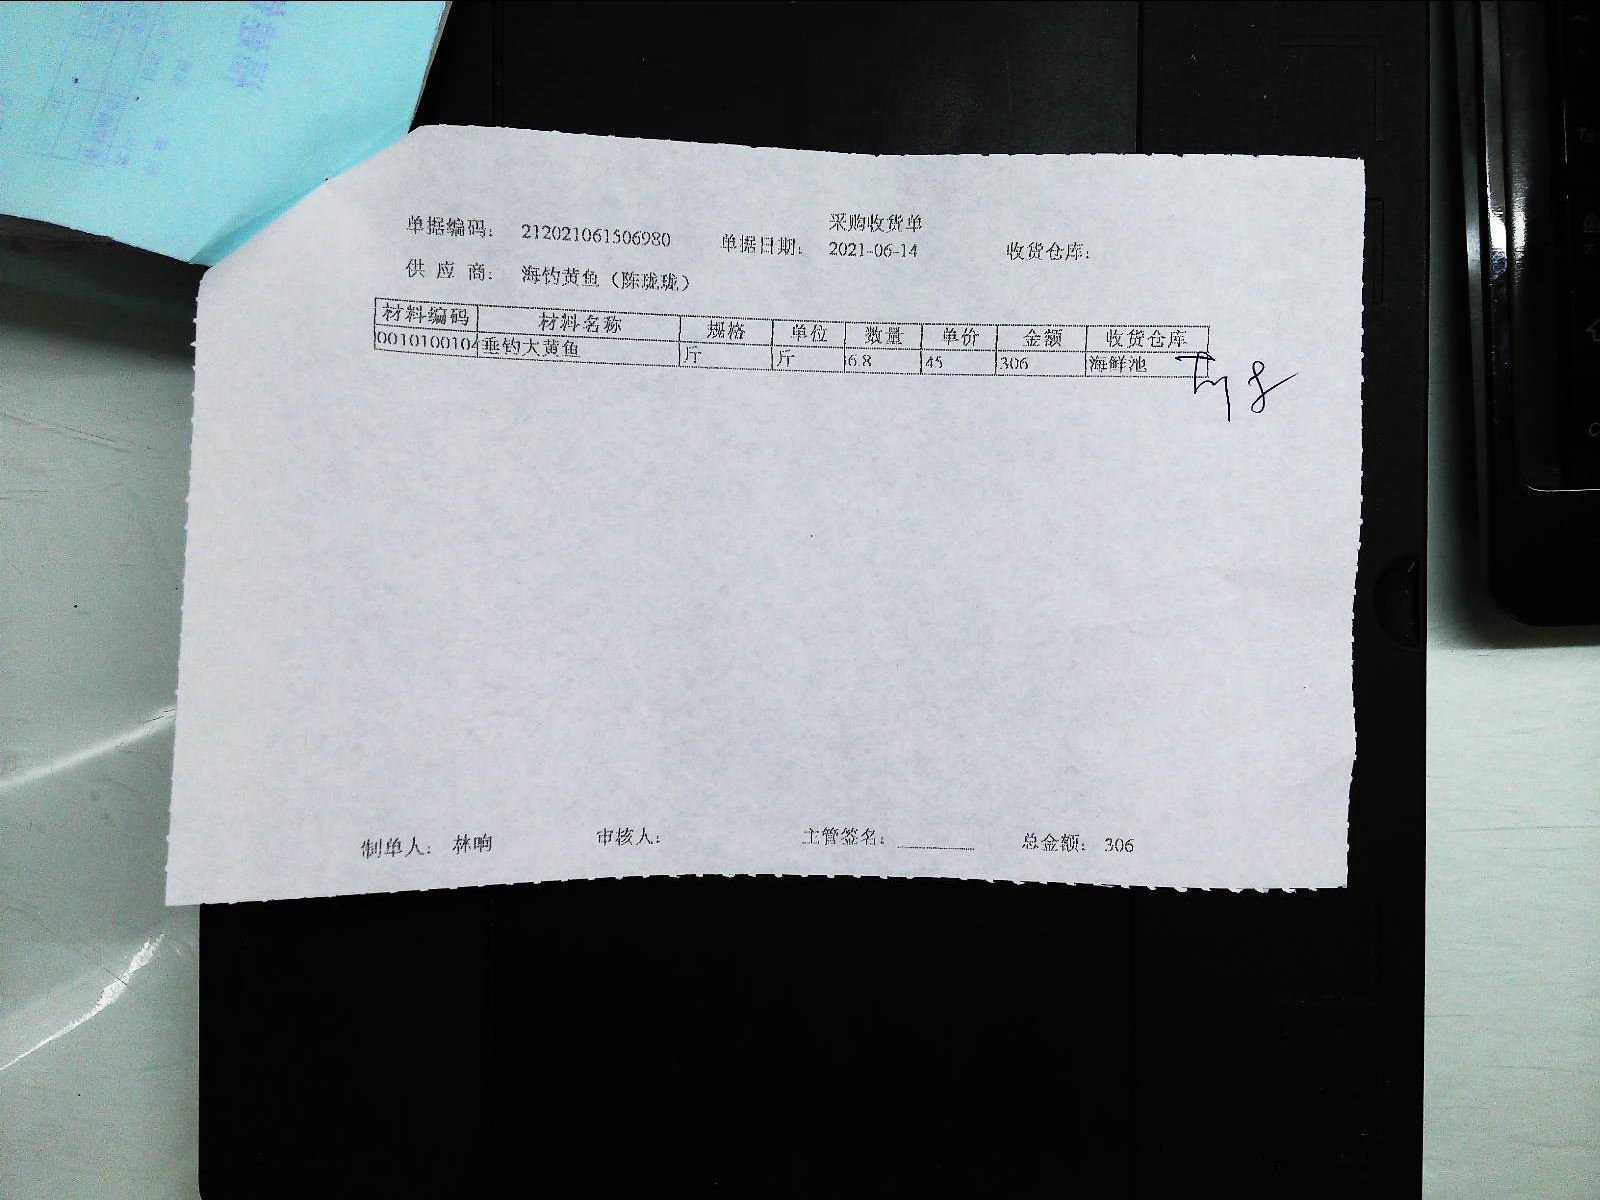 采购收货单
单据编码： 212021061506980 单据日期： 2021-06-14 收货仓库：
供 应 商： 海钓黄鱼（陈珑珑）
材料编码 材料名称 规格 单位 数量 单价 金额 收货仓库
0010100104 垂钓大黄鱼 斤 斤 6.8 45 306 海鲜池
制单人： 林响 审核人： 主管签名： 总金额： 306